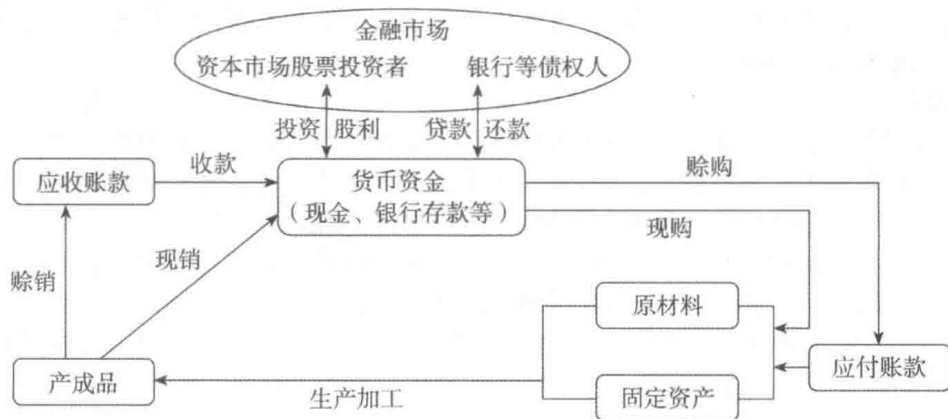 金融市场
资本市场股票投资者 银行等债权人
投资 股利 贷款 还款
应收账款 收款 货币资金 赊购
（现金、银行存款等）
现购
赊销 现销
原材料
产成品 应付账款
生产加工 固定资产